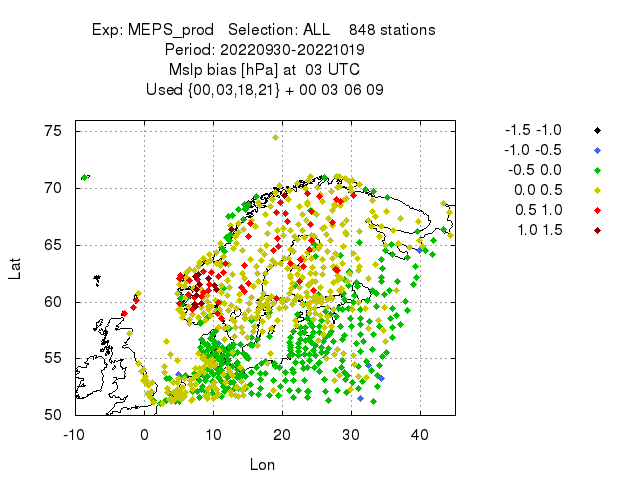 Exp: MEPS_prod   Selection: ALL    848 stations
Period: 20220930-20221019
Mslp bias [hPa] at  03 UTC
Used {00,03,18,21} + 00 03 06 09
-1.5 -1.0
-1.0 -0.5
-0.5 0.0
0.0 0.5
0.5 1.0
1.0 1.5
75
70
65
60
55
50
Lat
-10 0 10 20 30 40
Lon